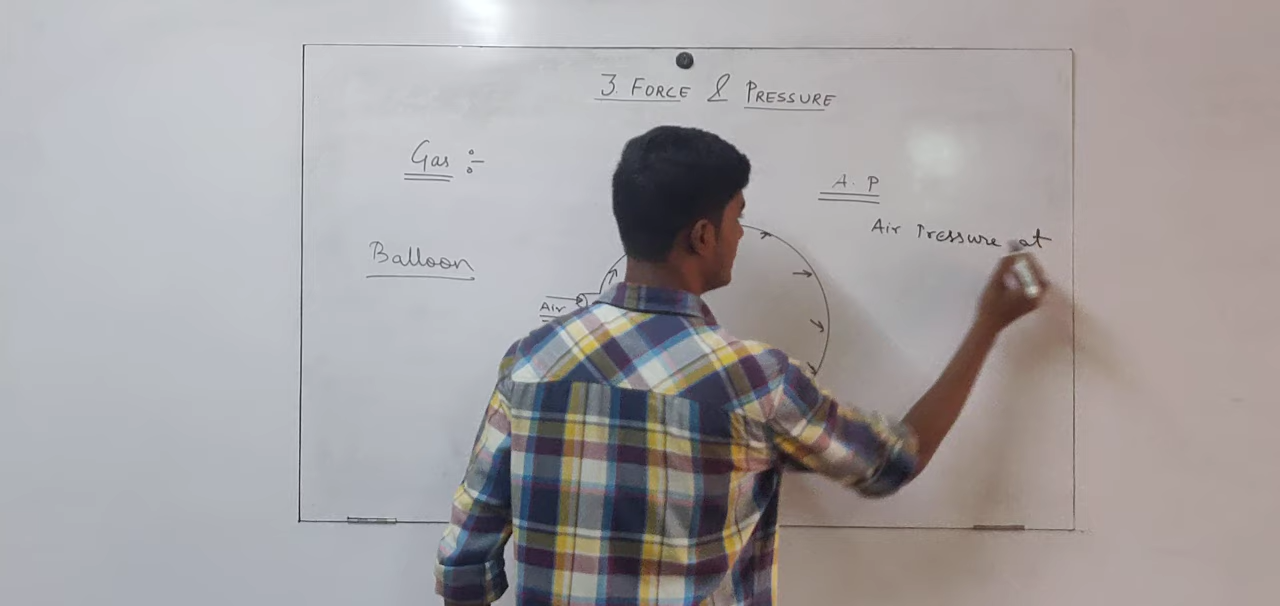 3. FORCE & PRESSURE
Gas :-
A. P
Air Pressure at
Balloon
Air